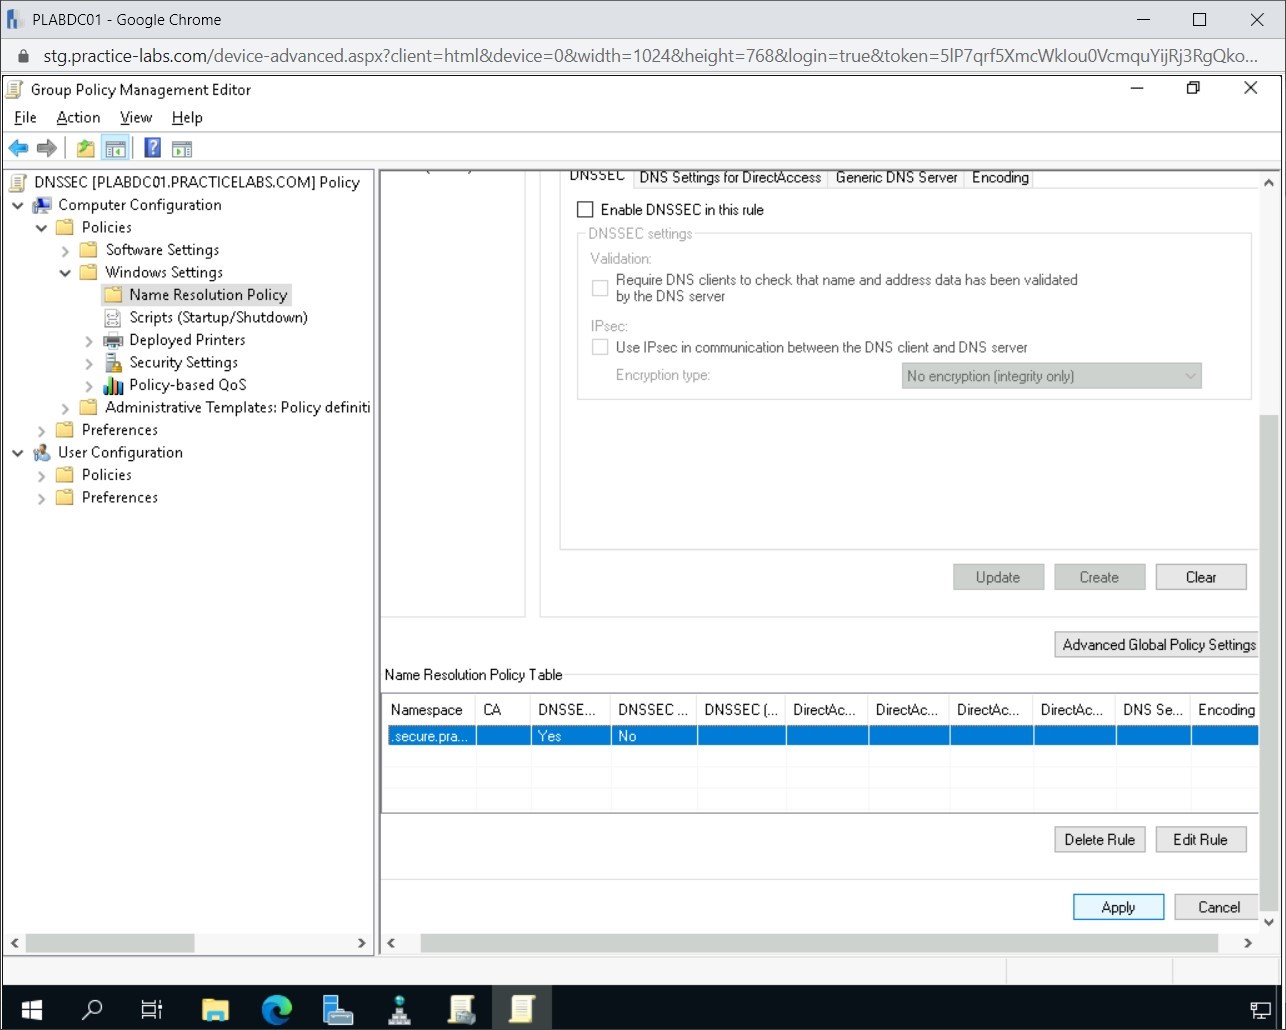 PLABDC01 - Google Chrome
stg.practice-labs.com/device-advanced.aspx?client=html&device=0&width=1024&height=768&login=true&token=5lP7qrf5XmcWkIou0VcmquYijRj3RgQko...
Group Policy Management Editor
File Action View Help
DNSSEC [PLABDC01.PRACTICELABS.COM] Policy
Computer Configuration
Policies
Software Settings
Windows Settings
Name Resolution Policy
Scripts (Startup/Shutdown)
Deployed Printers
Security Settings
Policy-based QoS
Administrative Templates: Policy definiti
Preferences
User Configuration
Policies
Preferences
DNSSEC DNS Settings for DirectAccess Generic DNS Server Encoding
Enable DNSSEC in this rule
DNSSEC settings
Validation:
Require DNS clients to check that name and address data has been validated
by the DNS server
IPsec:
Use IPsec in communication between the DNS client and DNS server
Encryption type: No encryption (integrity only)
Update Create Clear
Advanced Global Policy Settings
Name Resolution Policy Table
Namespace CA DNSSE... DNSSEC ... DNSSEC (... DirectAc... DirectAc... DirectAc... DirectAc... DNS Se... Encoding
.secure.pra... Yes No
Delete Rule Edit Rule
Apply Cancel